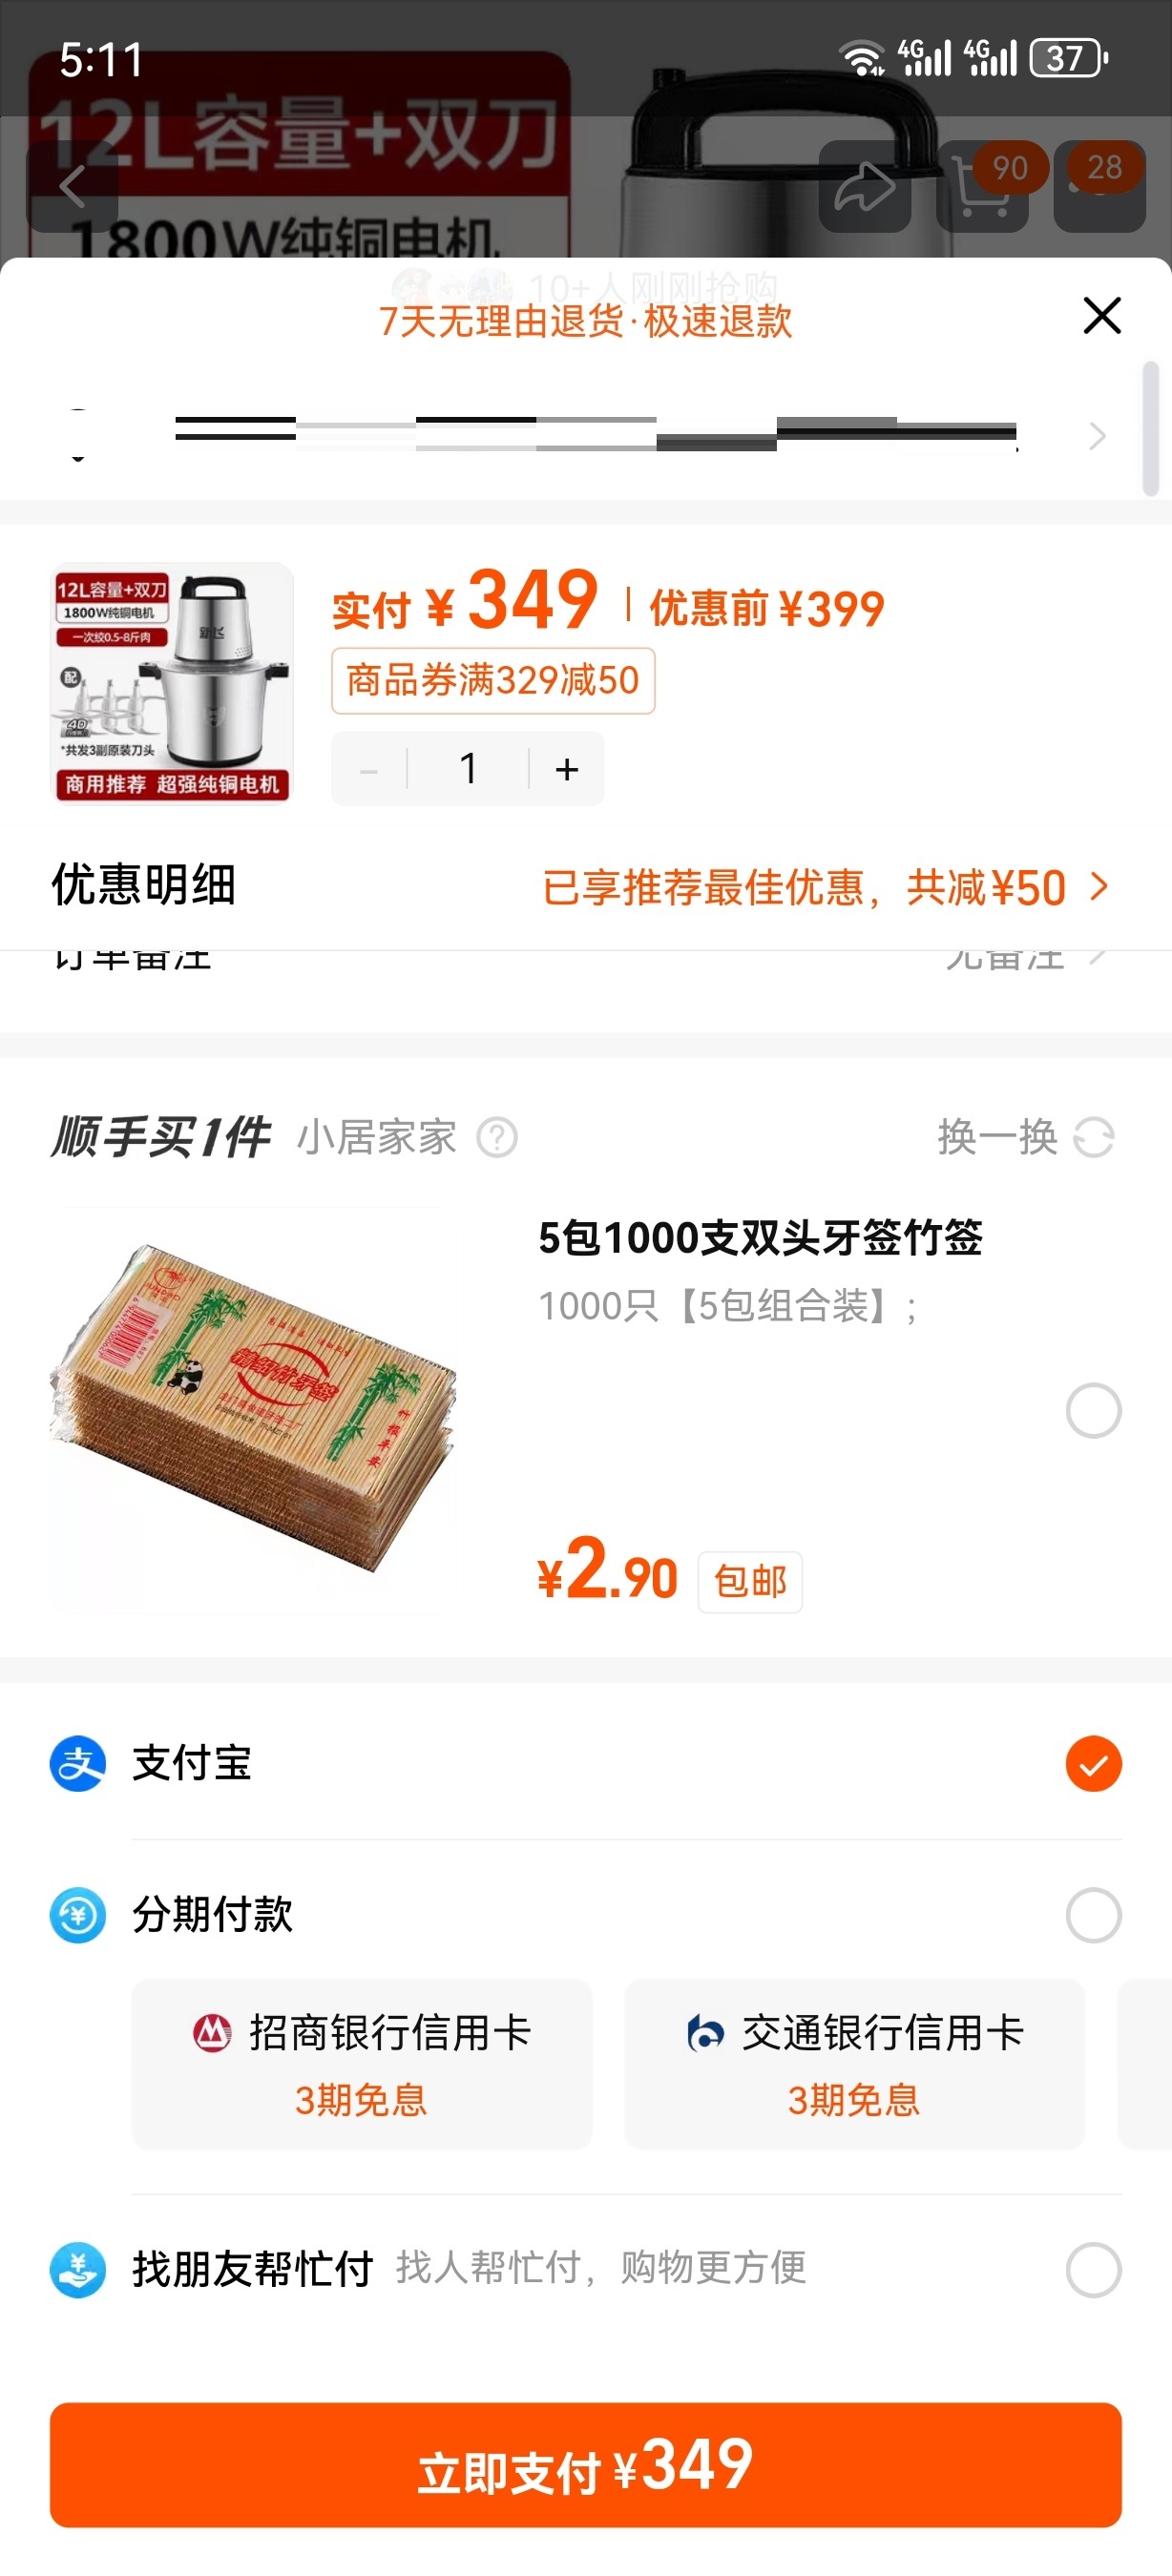 5:11
4G 4G 37
12L容量+双刀
90 28
1800W纯铜电机
10+人刚刚抢购
7天无理由退货·极速退款
12L容量+双刀
1800W纯铜电机
一次绞0.5-8斤肉
配
4D
*共发3副原装刀头
商用推荐 超强纯铜电机
实付 ¥349 优惠前 ¥399
商品券满329减50
1
优惠明细 已享推荐最佳优惠，共减¥50
订单备注 无备注
顺手买1件 小居家家 换一换
5包1000支双头牙签竹签
1000只【5包组合装】;
精细竹牙签
¥2.90 包邮
支付宝
分期付款
招商银行信用卡 交通银行信用卡
3期免息 3期免息
找朋友帮忙付 找人帮忙付，购物更方便
立即支付 ¥349